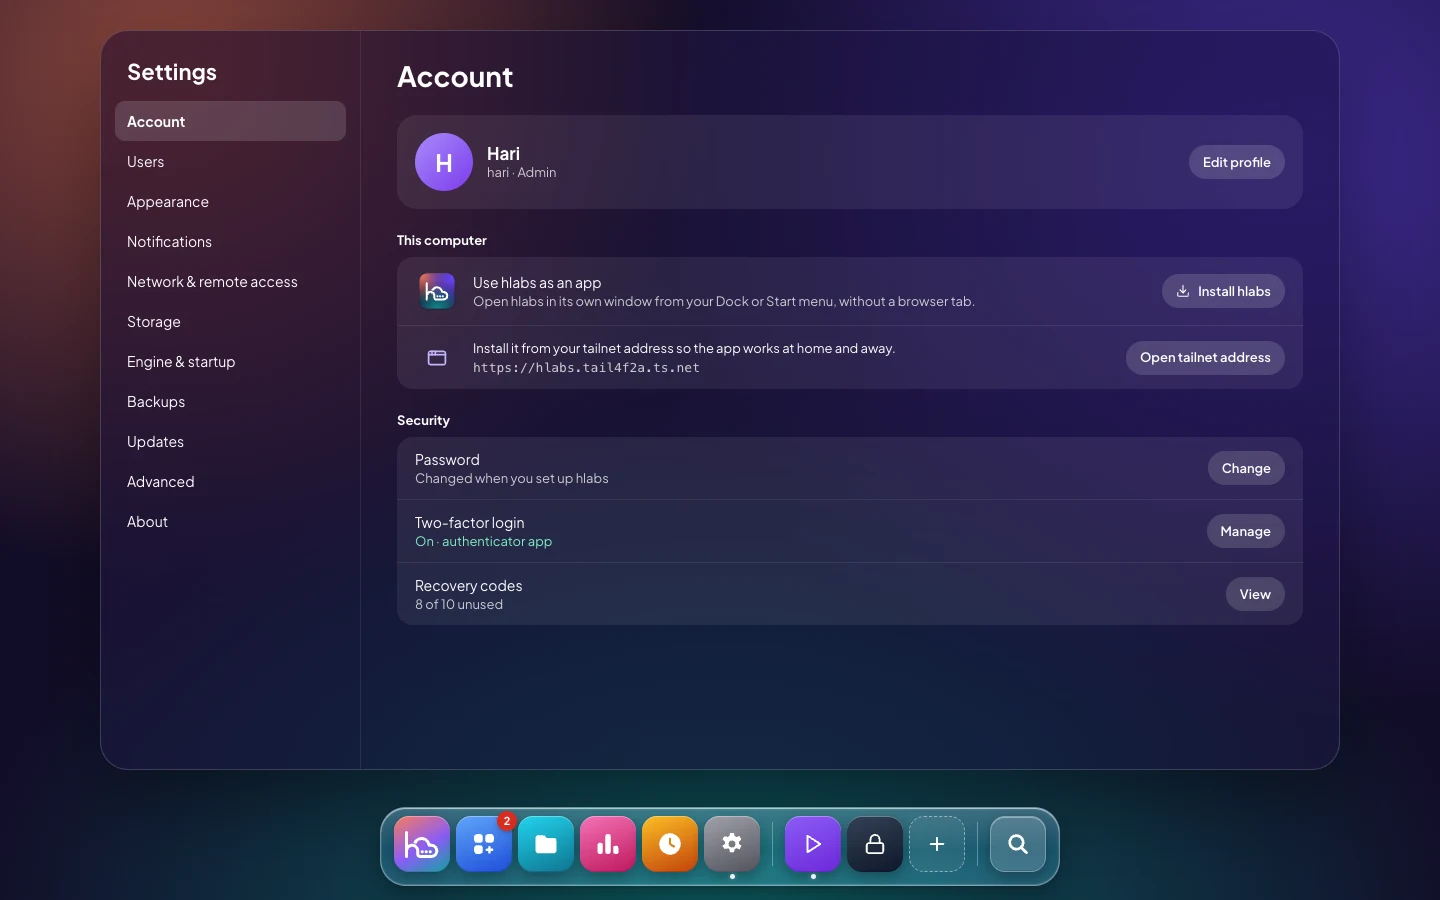 Settings
Account
Users
Appearance
Notifications
Network & remote access
Storage
Engine & startup
Backups
Updates
Advanced
About
Account
H
Hari
hari · Admin
Edit profile
This computer
h
Use hlabs as an app
Open hlabs in its own window from your Dock or Start menu, without a browser tab.
Install hlabs
Install it from your tailnet address so the app works at home and away.
https://hlabs.tail4f2a.ts.net
Open tailnet address
Security
Password
Changed when you set up hlabs
Change
Two-factor login
On · authenticator app
Manage
Recovery codes
8 of 10 unused
View
h
2